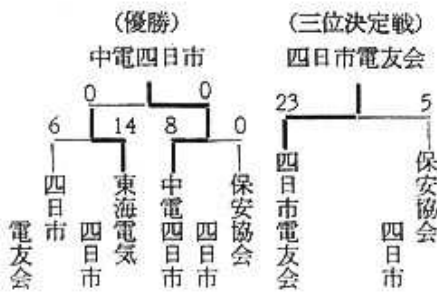 (優勝)
中電四日市
0 0
6 14 8 0
四日市電友会
東海電気四日市
中電四日市
保安協会四日市
(三位決定戦)
四日市電友会
23 5
四日市電友会
保安協会四日市